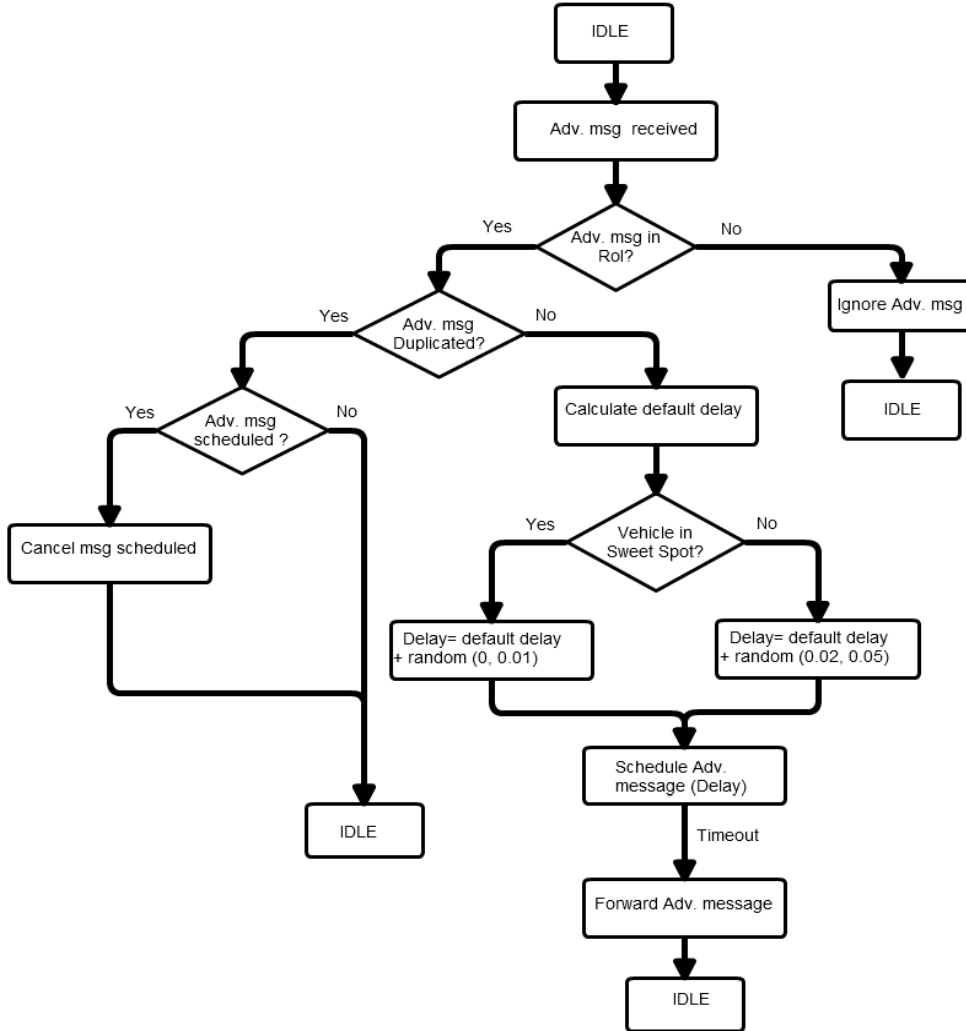 IDLE
Adv. msg received
Yes
Adv. msg in
RoI?
No
Ignore Adv. msg
IDLE
Yes
Adv. msg
Duplicated?
No
Yes
Adv. msg
scheduled ?
No
Calculate default delay
Cancel msg scheduled
Yes
Vehicle in
Sweet Spot?
No
Delay= default delay
+ random (0, 0.01)
Delay= default delay
+ random (0.02, 0.05)
Schedule Adv.
message (Delay)
IDLE
Timeout
Forward Adv. message
IDLE